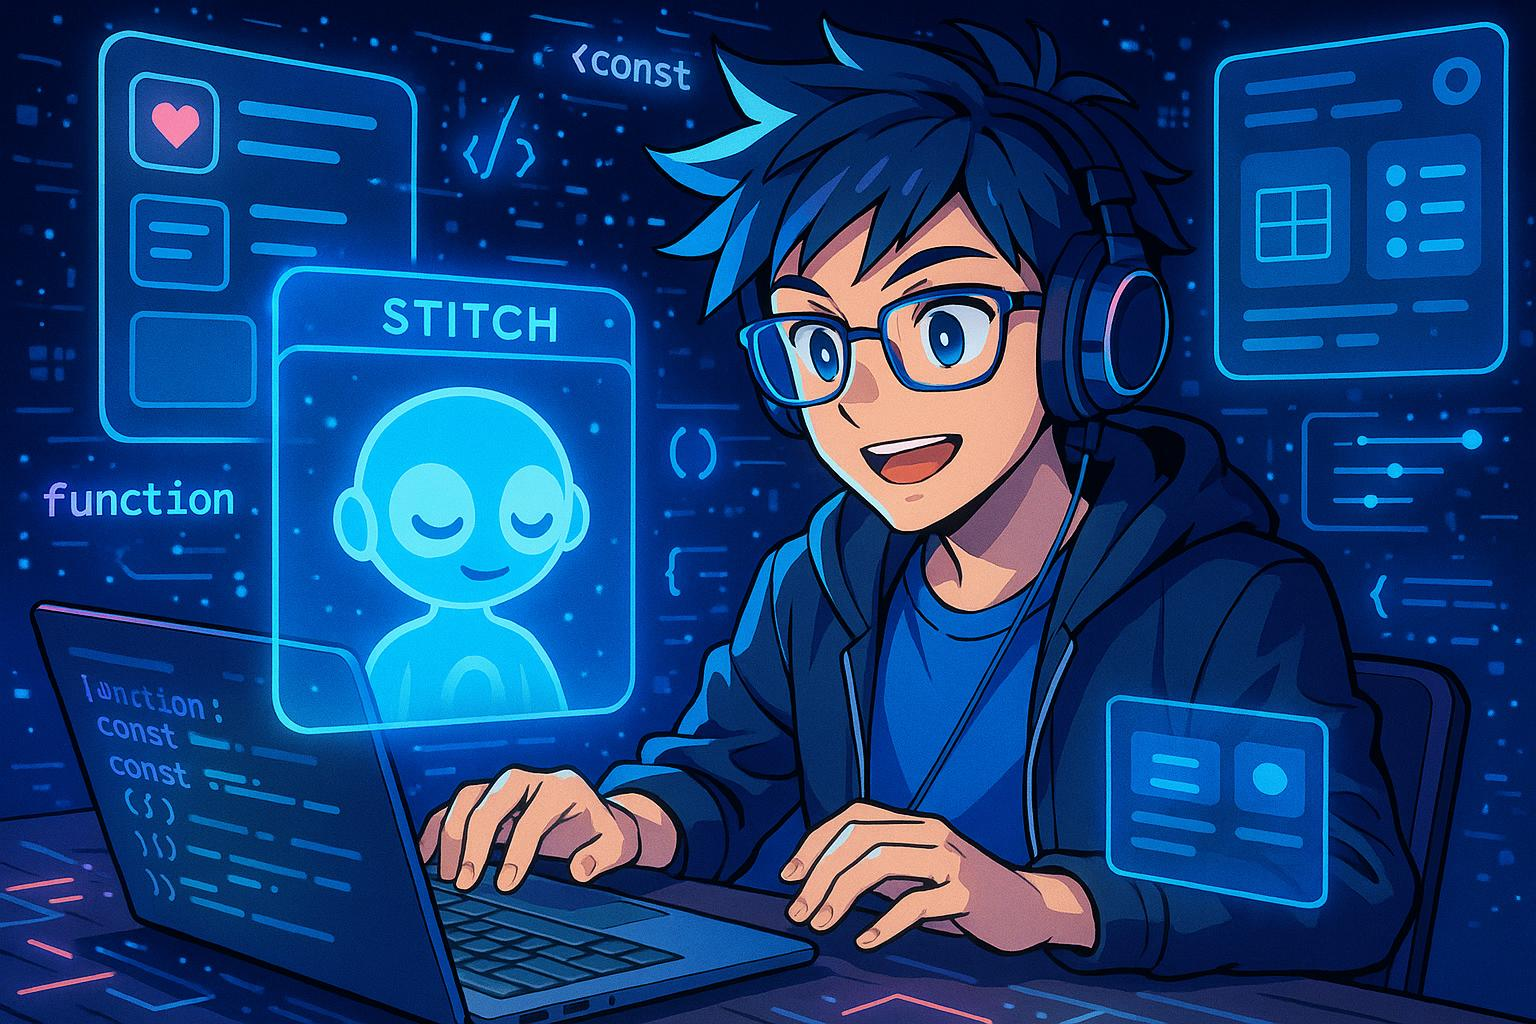 <const
</>
STITCH
()
function
{
<
function:
const
const